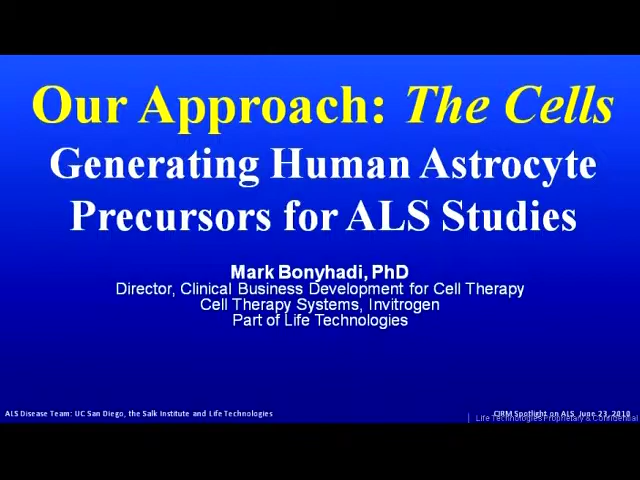 Our Approach: The Cells
Generating Human Astrocyte
Precursors for ALS Studies
Mark Bonyhadi, PhD
Director, Clinical Business Development for Cell Therapy
Cell Therapy Systems, Invitrogen
Part of Life Technologies
ALS Disease Team: UC San Diego, the Salk Institute and Life Technologies
CIRM Spotlight on ALS, June 23, 2010
Life Technologies Proprietary & Confidential